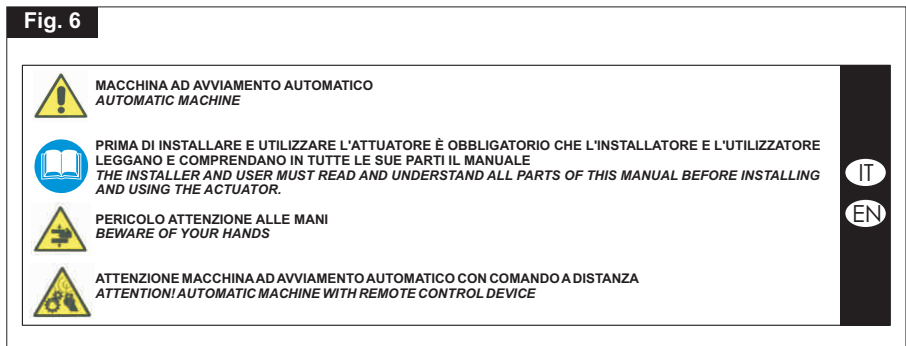 Fig. 6
MACCHINA AD AVVIAMENTO AUTOMATICO
AUTOMATIC MACHINE
PRIMA DI INSTALLARE E UTILIZZARE L'ATTUATORE È OBBLIGATORIO CHE L'INSTALLATORE E L'UTILIZZATORE
LEGGANO E COMPRENDANO IN TUTTE LE SUE PARTI IL MANUALE
THE INSTALLER AND USER MUST READ AND UNDERSTAND ALL PARTS OF THIS MANUAL BEFORE INSTALLING
AND USING THE ACTUATOR.
PERICOLO ATTENZIONE ALLE MANI
BEWARE OF YOUR HANDS
ATTENZIONE MACCHINA AD AVVIAMENTO AUTOMATICO CON COMANDO A DISTANZA
ATTENTION! AUTOMATIC MACHINE WITH REMOTE CONTROL DEVICE
IT
EN